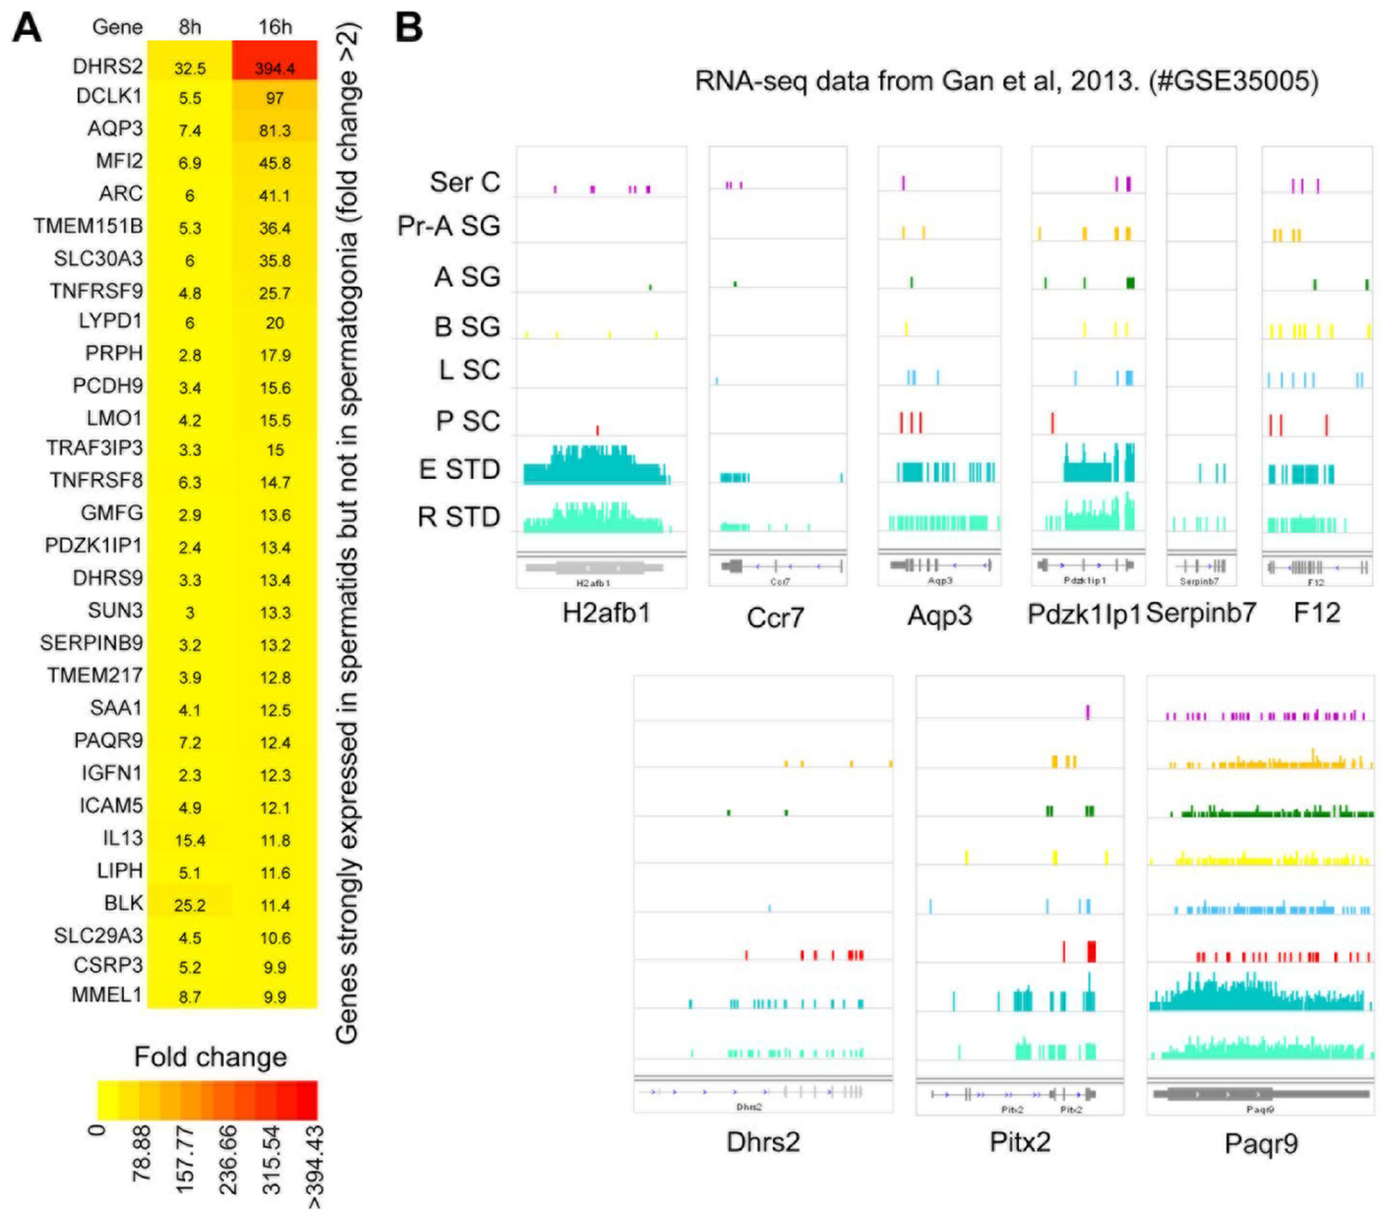 A
Gene 8h 16h
DHRS2 32.5 394.4
DCLK1 5.5 97
AQP3 7.4 81.3
MFI2 6.9 45.8
ARC 6 41.1
TMEM151B 5.3 36.4
SLC30A3 6 35.8
TNFRSF9 4.8 25.7
LYPD1 6 20
PRPH 2.8 17.9
PCDH9 3.4 15.6
LMO1 4.2 15.5
TRAF3IP3 3.3 15
TNFRSF8 6.3 14.7
GMFG 2.9 13.6
PDZK1IP1 2.4 13.4
DHRS9 3.3 13.4
SUN3 3 13.3
SERPINB9 3.2 13.2
TMEM217 3.9 12.8
SAA1 4.1 12.5
PAQR9 7.2 12.4
IGFN1 2.3 12.3
ICAM5 4.9 12.1
IL13 15.4 11.8
LIPH 5.1 11.6
BLK 25.2 11.4
SLC29A3 4.5 10.6
CSRP3 5.2 9.9
MMEL1 8.7 9.9
Genes strongly expressed in spermatids but not in spermatogonia (fold change >2)
Fold change
0 78.88 157.77 236.66 315.54 >394.43
B
RNA-seq data from Gan et al, 2013. (#GSE35005)
Ser C
Pr-A SG
A SG
B SG
L SC
P SC
E STD
R STD
H2afb1 Ccr7 Aqp3 Pdzk1ip1 Serpinb7 F12
H2afb1 Ccr7 Aqp3 Pdzk1Ip1 Serpinb7 F12
Dhrs2 Pitx2 Pitx2 Paqr9
Dhrs2 Pitx2 Paqr9